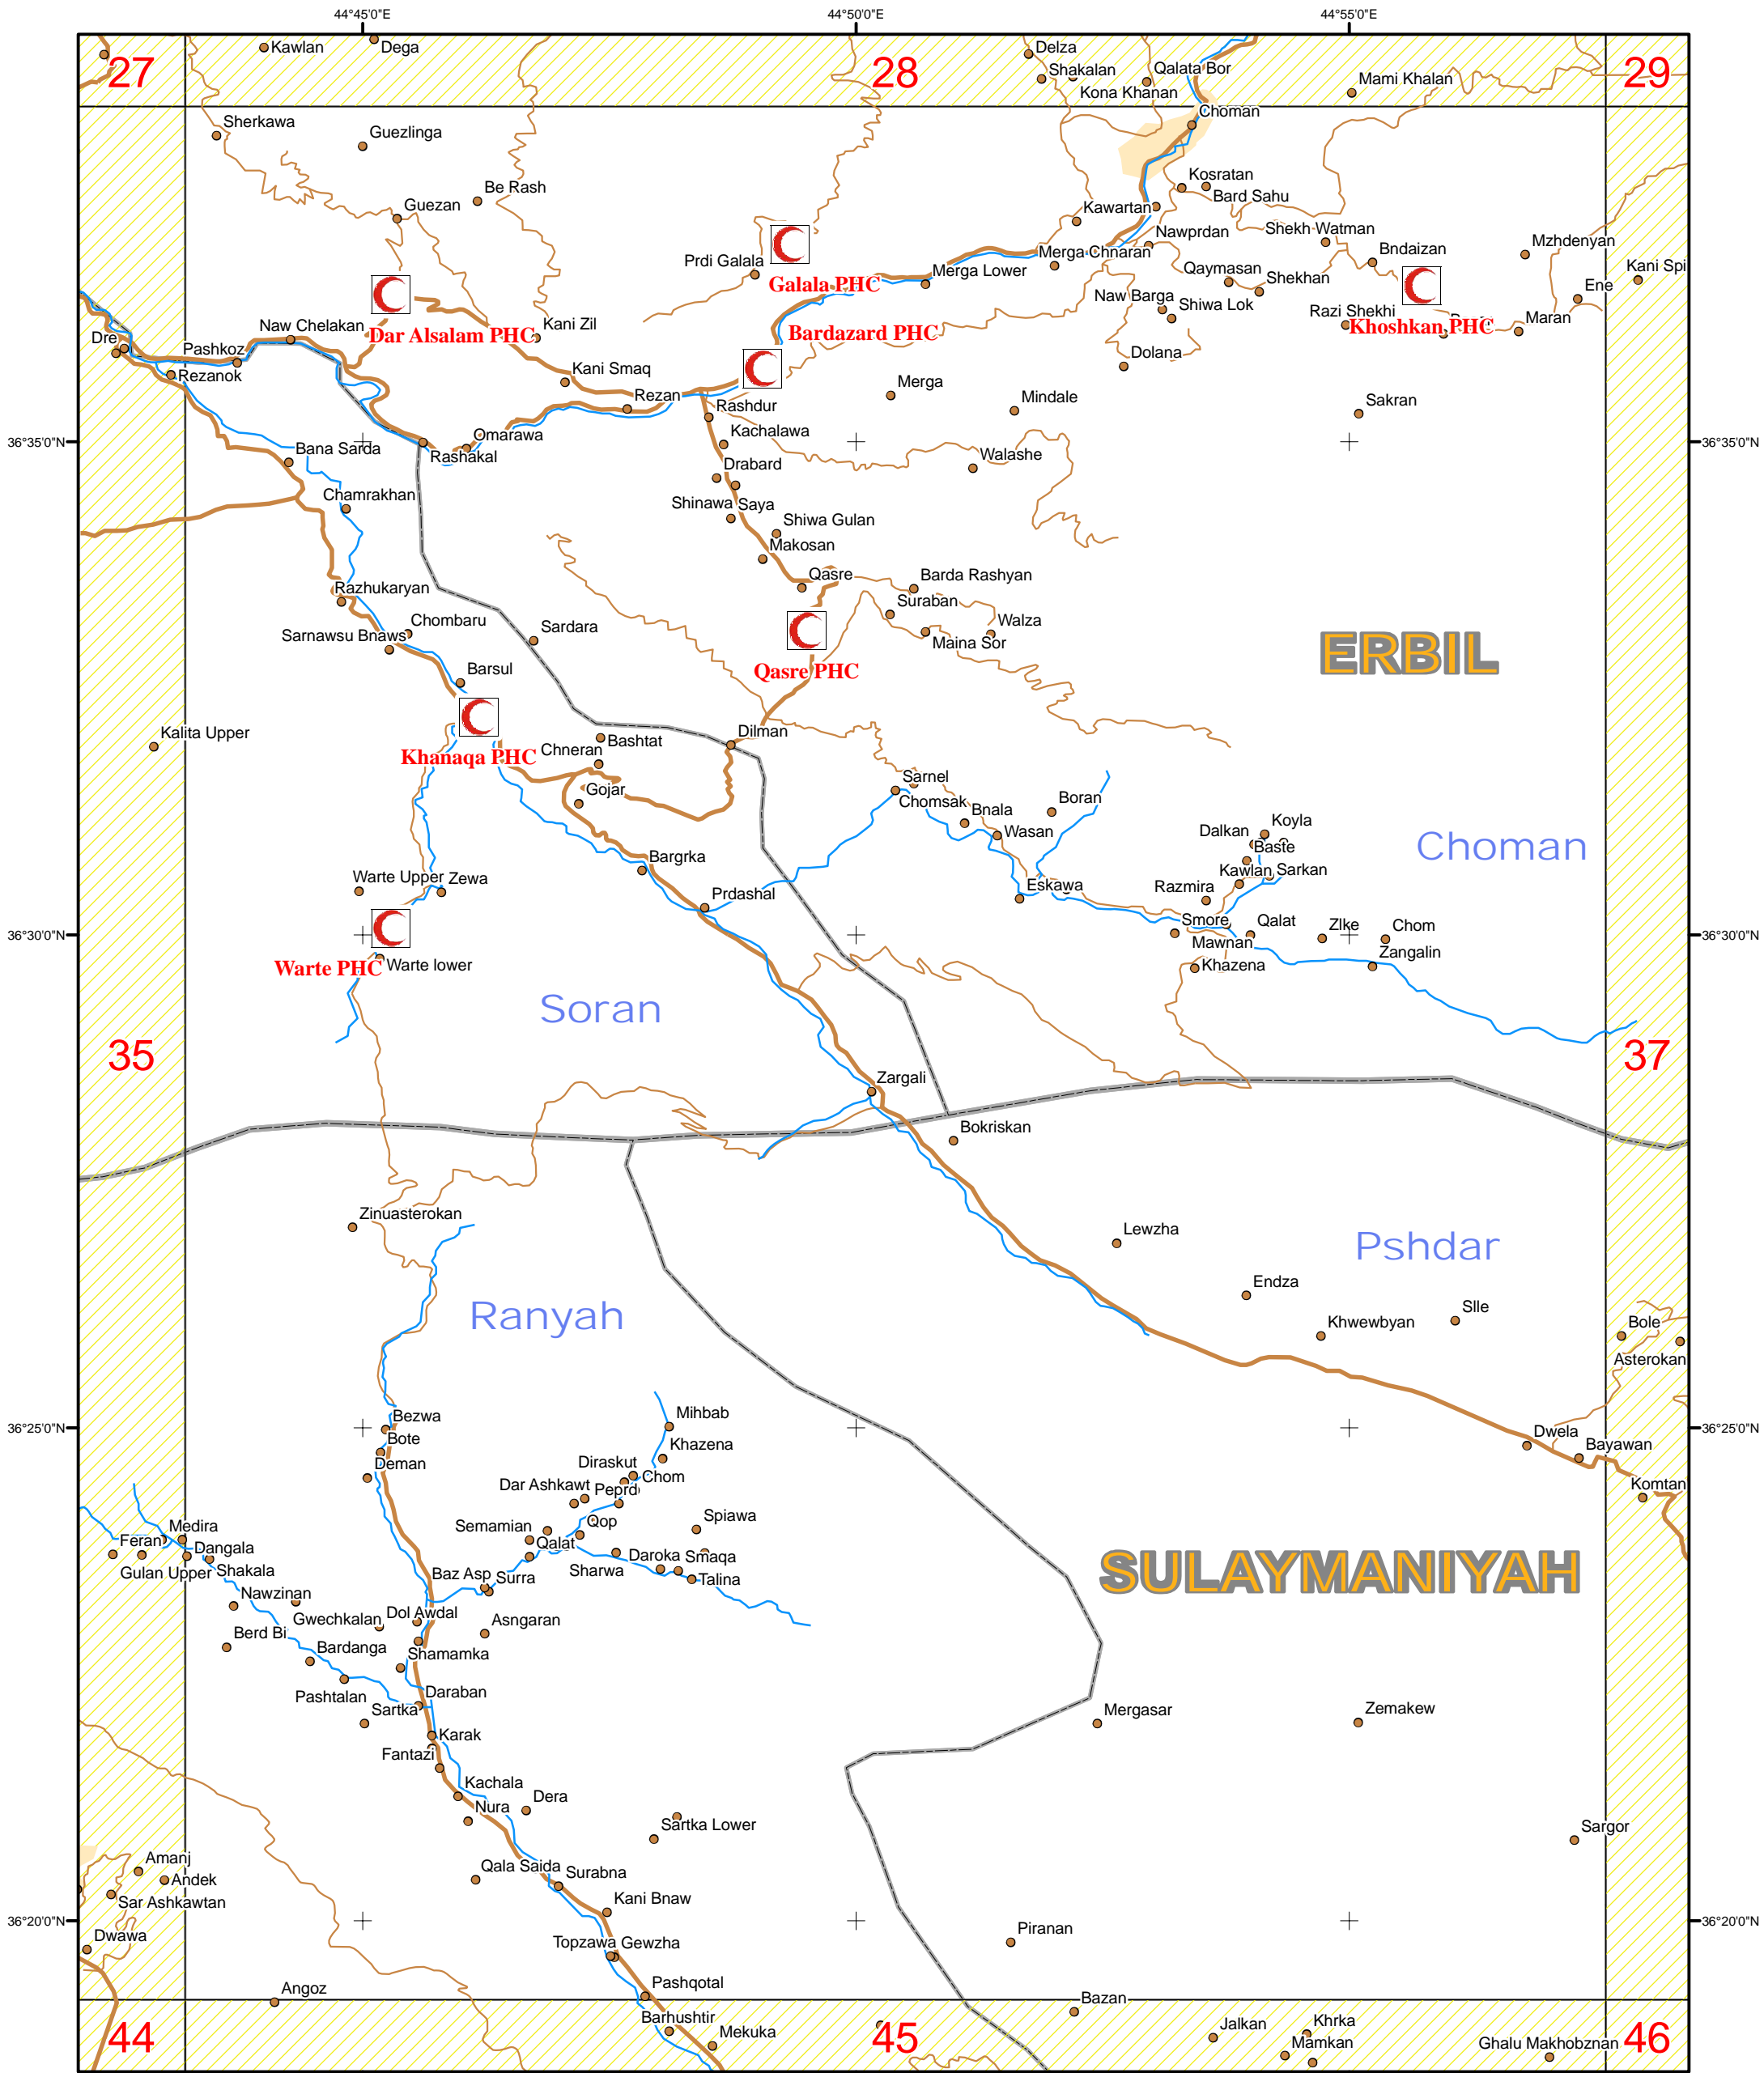 44°45'0"E
44°50'0"E
44°55'0"E
27
Kawlan
Dega
28
Delza
Shakalan
Kona Khanan
Qalata Bor
Mami Khalan
29
Choman
Sherkawa
Guezlinga
Be Rash
Guezan
Kosratan
Bard Sahu
Kawartan
Nawprdan
Shekh Watman
Bndaizan
Mzhdenyan
Kani Spi
Prdi Galala
Galala PHC
Merga Lower
Merga Chnaran
Qaymasan
Shekhan
Ene
Naw Barga
Shiwa Lok
Razi Shekhi
Khoshkan PHC
Maran
Dar Alsalam PHC
Kani Zil
Bardazard PHC
Naw Chelakan
Dre
Pashkoz
Rezanok
Kani Smaq
Rezan
Dolana
Merga
Mindale
Sakran
Rashdur
Kachalawa
36°35'0"N
36°35'0"N
Omarawa
Rashakal
Bana Sarda
Drabard
Walashe
Chamrakhan
Shinawa
Saya
Shiwa Gulan
Makosan
Qasre
Barda Rashyan
Razhukaryan
Suraban
Chombaru
Sarnawsu Bnaws
Sardara
Walza
Maina Sor
ERBIL
Barsul
Qasre PHC
Kalita Upper
Khanaqa PHC
Chneran
Bashtat
Dilman
Gojar
Sarnel
Chomsak
Bnala
Boran
Wasan
Dalkan
Koyla
Baste
Choman
Bargrka
Kawlan
Sarkan
Warte Upper
Zewa
Prdashal
Eskawa
Razmira
Smore
Qalat
Zlke
Chom
36°30'0"N
36°30'0"N
Mawnan
Warte PHC
Warte lower
Khazena
Zangalin
Soran
35
37
Zargali
Bokriskan
Zinuasterokan
Lewzha
Pshdar
Endza
Ranyah
Khwewbyan
Slle
Bole
Asterokan
Bezwa
Mihbab
36°25'0"N
36°25'0"N
Bote
Khazena
Dwela
Bayawan
Deman
Diraskut
Chom
Dar Ashkawt
Peprd
Komtan
Semamian
Qop
Spiawa
Medira
Feran
Dangala
Qalat
Gulan Upper
Shakala
Sharwa
Daroka
Smaqa
Talina
SULAYMANIYAH
Baz Asp
Surra
Nawzinan
Gwechkalan
Dol Awdal
Asngaran
Berd Bi
Bardanga
Shamamka
Pashtalan
Daraban
Sartka
Mergasar
Zemakew
Karak
Fantazi
Kachala
Dera
Nura
Sartka Lower
Sargor
Amanj
Andek
Sar Ashkawtan
Qala Saida
Surabna
Kani Bnaw
36°20'0"N
36°20'0"N
Dwawa
Topzawa
Gewzha
Piranan
Angoz
Pashqotal
Bazan
44
Barhushtir
Mekuka
45
Jalkan
Khrka
Mamkan
Ghalu Makhobznan
46